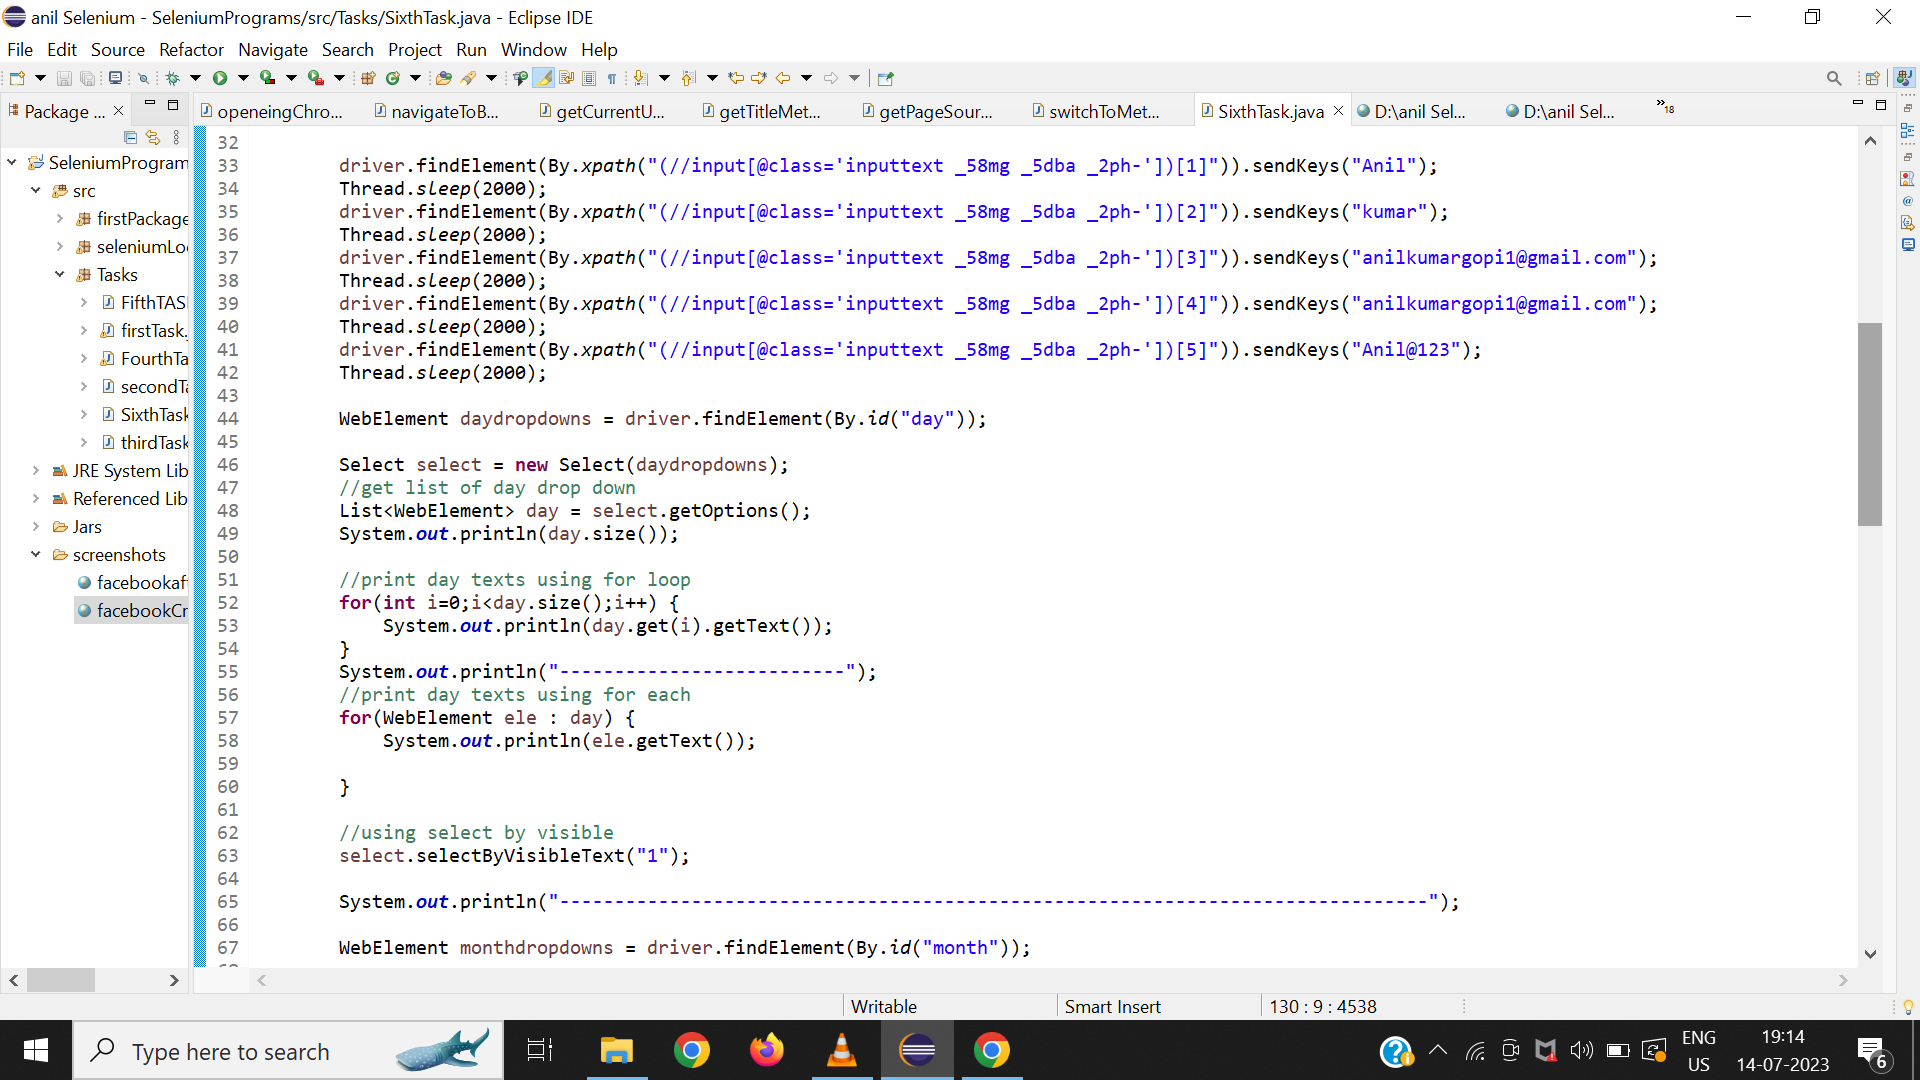 anil Selenium - SeleniumPrograms/src/Tasks/SixthTask.java - Eclipse IDE
File Edit Source Refactor Navigate Search Project Run Window Help
Package ...
openeingChro...
navigateToB...
getCurrentU...
getTitleMet...
getPageSour...
switchToMet...
SixthTask.java
D:\anil Sel...
D:\anil Sel...
»18
SeleniumProgram
src
firstPackage
seleniumLo
Tasks
FifthTAS
firstTask.
FourthTa
secondTa
SixthTask
thirdTask
JRE System Lib
Referenced Lib
Jars
screenshots
facebookaf
facebookCr
32
33 driver.findElement(By.xpath("(//input[@class='inputtext _58mg _5dba _2ph-'])[1]")).sendKeys("Anil");
34 Thread.sleep(2000);
35 driver.findElement(By.xpath("(//input[@class='inputtext _58mg _5dba _2ph-'])[2]")).sendKeys("kumar");
36 Thread.sleep(2000);
37 driver.findElement(By.xpath("(//input[@class='inputtext _58mg _5dba _2ph-'])[3]")).sendKeys("anilkumargopi1@gmail.com");
38 Thread.sleep(2000);
39 driver.findElement(By.xpath("(//input[@class='inputtext _58mg _5dba _2ph-'])[4]")).sendKeys("anilkumargopi1@gmail.com");
40 Thread.sleep(2000);
41 driver.findElement(By.xpath("(//input[@class='inputtext _58mg _5dba _2ph-'])[5]")).sendKeys("Anil@123");
42 Thread.sleep(2000);
43
44 WebElement daydropdowns = driver.findElement(By.id("day"));
45
46 Select select = new Select(daydropdowns);
47 //get list of day drop down
48 List<WebElement> day = select.getOptions();
49 System.out.println(day.size());
50
51 //print day texts using for loop
52 for(int i=0;i<day.size();i++) {
53 System.out.println(day.get(i).getText());
54 }
55 System.out.println("--------------------------");
56 //print day texts using for each
57 for(WebElement ele : day) {
58 System.out.println(ele.getText());
59
60 }
61
62 //using select by visible
63 select.selectByVisibleText("1");
64
65 System.out.println("-------------------------------------------------------------------------------");
66
67 WebElement monthdropdowns = driver.findElement(By.id("month"));
Writable
Smart Insert
130 : 9 : 4538
Type here to search
ENG
US
19:14
14-07-2023
6